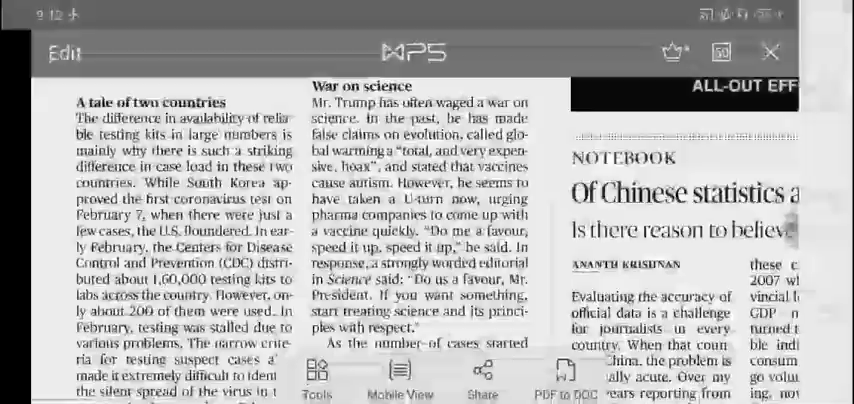 9:12
Edit
WPS
50
ALL-OUT EFF
A tale of two countries
The difference in availability of relia-
ble testing kits in large numbers is
mainly why there is such a striking
difference in case load in these two
countries. While South Korea ap-
proved the first coronavirus test on
February 7, when there were just a
few cases, the U.S. floundered. In ear-
ly February, the Centers for Disease
Control and Prevention (CDC) distri-
buted about 1,60,000 testing kits to
labs across the country. However, on-
ly about 200 of them were used. In
February, testing was stalled due to
various problems. The narrow crite-
ria for testing suspect cases a
made it extremely difficult to ident
the silent spread of the virus in t
War on science
Mr. Trump has often waged a war on
science. In the past, he has made
false claims on evolution, called glo-
bal warming a "total, and very expen-
sive, hoax", and stated that vaccines
cause autism. However, he seems to
have taken a U-turn now, urging
pharma companies to come up with
a vaccine quickly. "Do me a favour,
speed it up, speed it up," he said. In
response, a strongly worded editorial
in Science said: "Do us a favour, Mr.
President. If you want something,
start treating science and its princi-
ples with respect."
As the number of cases started
NOTEBOOK
Of Chinese statistics a
Is there reason to believ
ANANTH KRISHNAN
Evaluating the accuracy of
official data is a challenge
for journalists in every
country. When that coun
China, the problem is
ally acute. Over my
years reporting from
these c
2007 wh
vincial l
GDP n
turned t
ble indi
consum
go volu
ing, not
Tools
Mobile View
Share
PDF to DOC